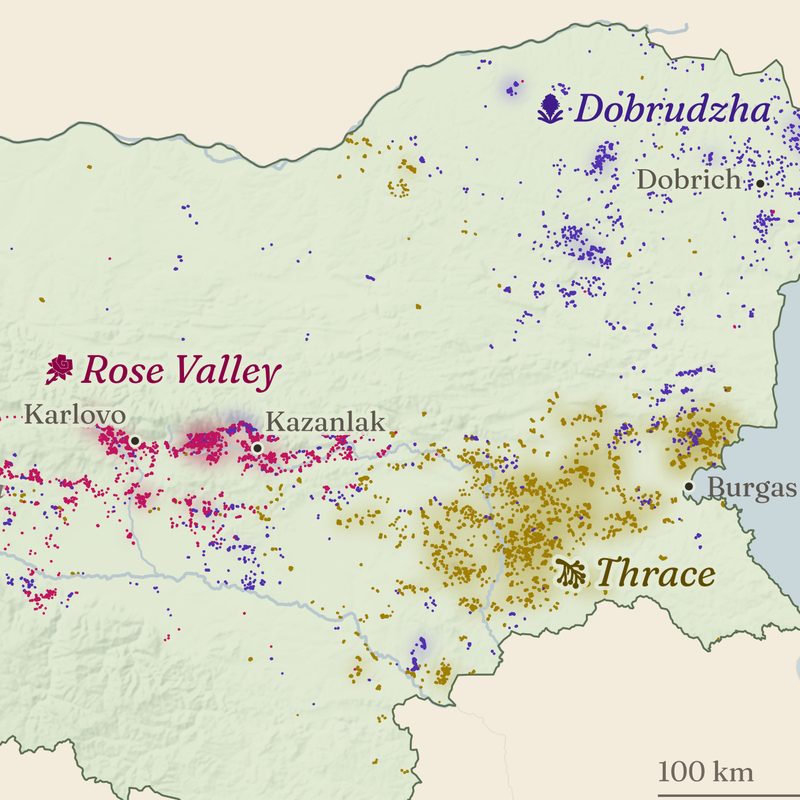 Dobrudzha
Dobrich
Rose Valley
Karlovo
Kazanlak
Burgas
Thrace
100 km